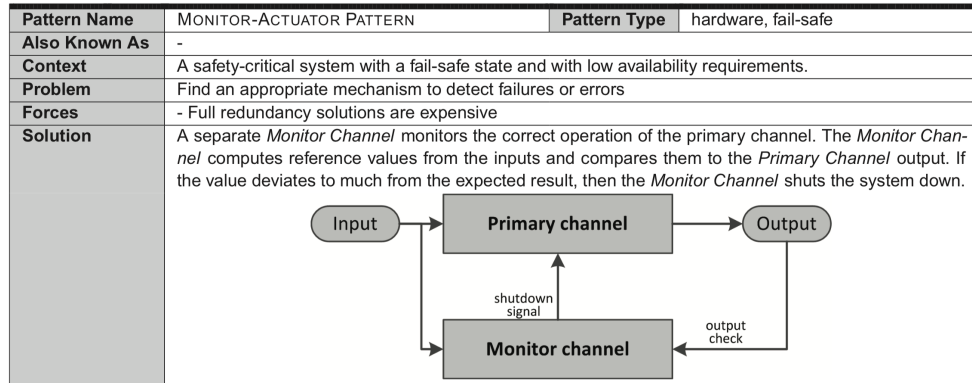 Pattern Name MONITOR-ACTUATOR PATTERN Pattern Type hardware, fail-safe
Also Known As -
Context A safety-critical system with a fail-safe state and with low availability requirements.
Problem Find an appropriate mechanism to detect failures or errors
Forces - Full redundancy solutions are expensive
Solution A separate Monitor Channel monitors the correct operation of the primary channel. The Monitor Chan-
nel computes reference values from the inputs and compares them to the Primary Channel output. If
the value deviates to much from the expected result, then the Monitor Channel shuts the system down.
Input Primary channel Output
shutdown
signal
output
check
Monitor channel